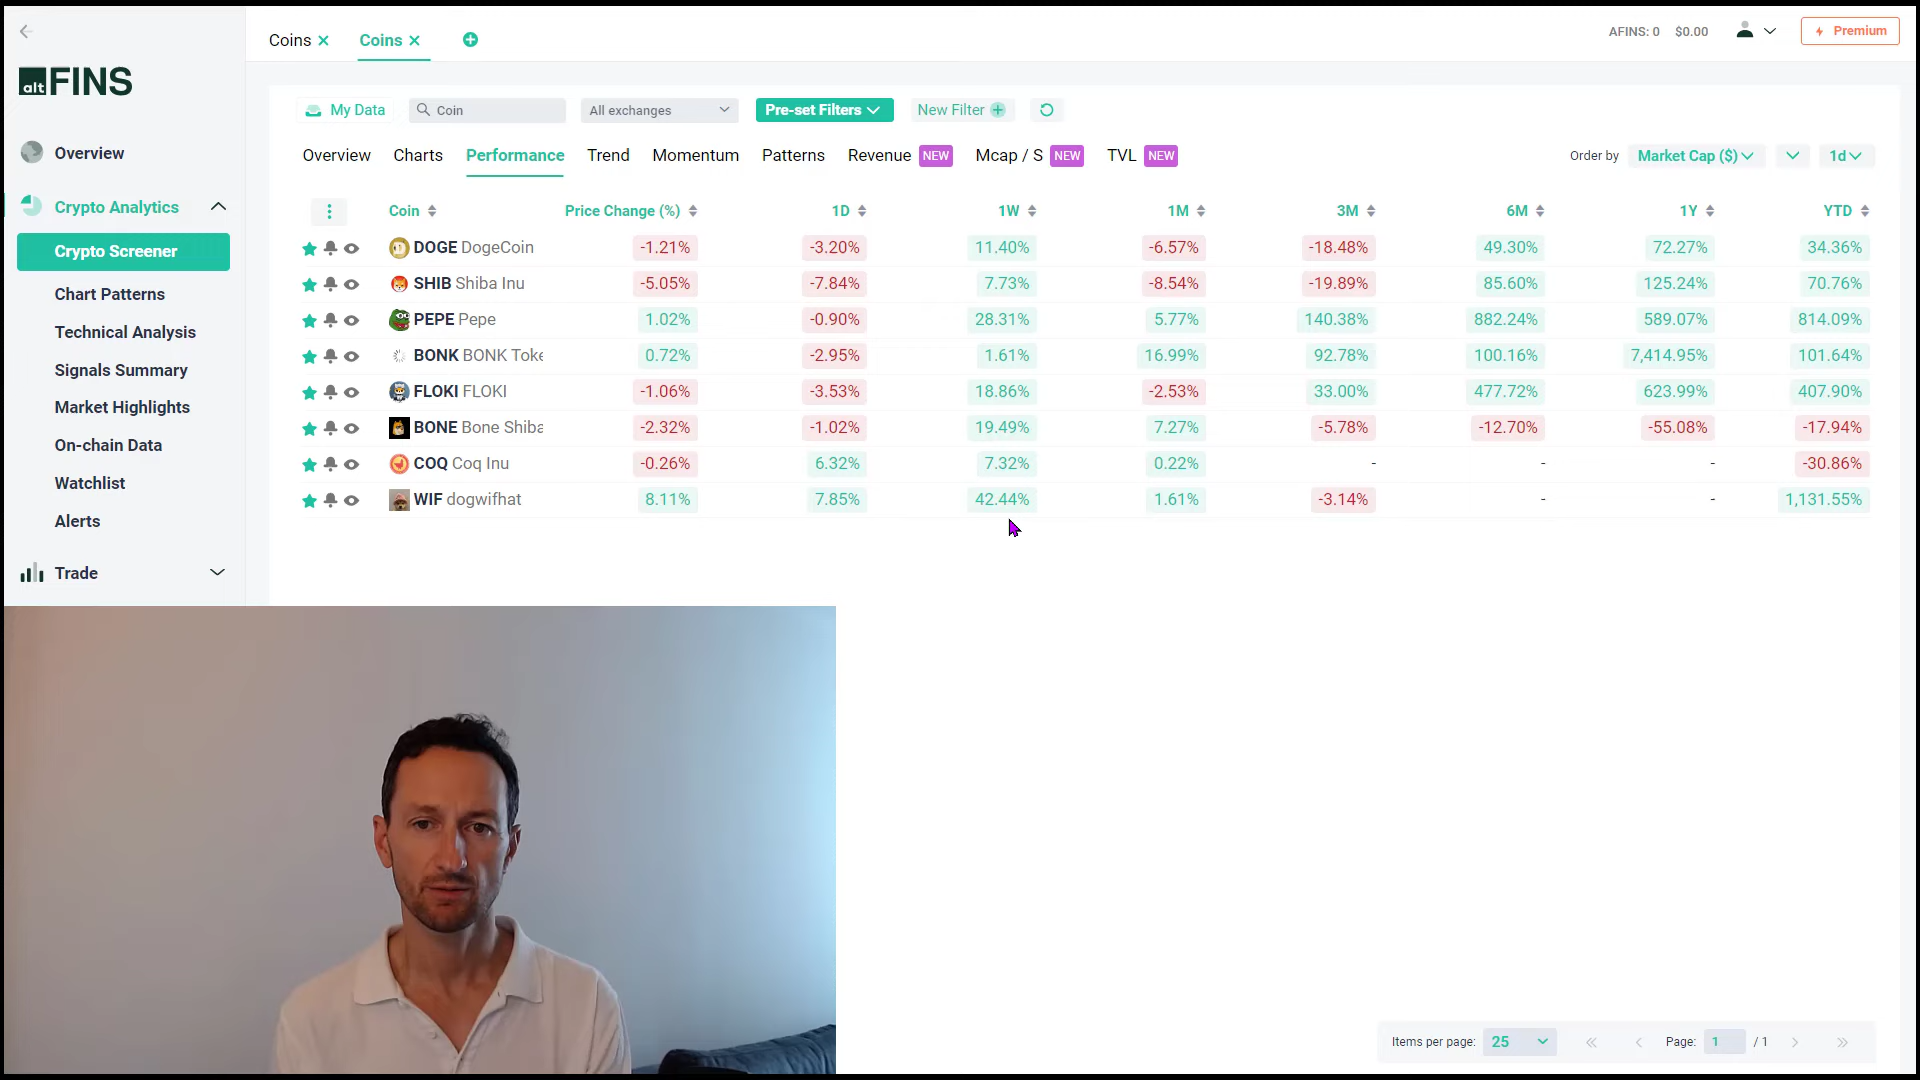 Coins Coins
AFINS: 0 $0.00 Premium
altFINS
Overview
Crypto Analytics
Crypto Screener
Chart Patterns
Technical Analysis
Signals Summary
Market Highlights
On-chain Data
Watchlist
Alerts
Trade
My Data Coin All exchanges Pre-set Filters New Filter
Overview Charts Performance Trend Momentum Patterns Revenue NEW Mcap / S NEW TVL NEW Order by Market Cap ($) 1d
Coin Price Change (%) 1D 1W 1M 3M 6M 1Y YTD
DOGE DogeCoin -1.21% -3.20% 11.40% -6.57% -18.48% 49.30% 72.27% 34.36%
SHIB Shiba Inu -5.05% -7.84% 7.73% -8.54% -19.89% 85.60% 125.24% 70.76%
PEPE Pepe 1.02% -0.90% 28.31% 5.77% 140.38% 882.24% 589.07% 814.09%
BONK BONK Toke 0.72% -2.95% 1.61% 16.99% 92.78% 100.16% 7,414.95% 101.64%
FLOKI FLOKI -1.06% -3.53% 18.86% -2.53% 33.00% 477.72% 623.99% 407.90%
BONE Bone Shiba -2.32% -1.02% 19.49% 7.27% -5.78% -12.70% -55.08% -17.94%
COQ Coq Inu -0.26% 6.32% 7.32% 0.22% - - - -30.86%
WIF dogwifhat 8.11% 7.85% 42.44% 1.61% -3.14% - - 1,131.55%
Items per page: 25 Page: 1 / 1